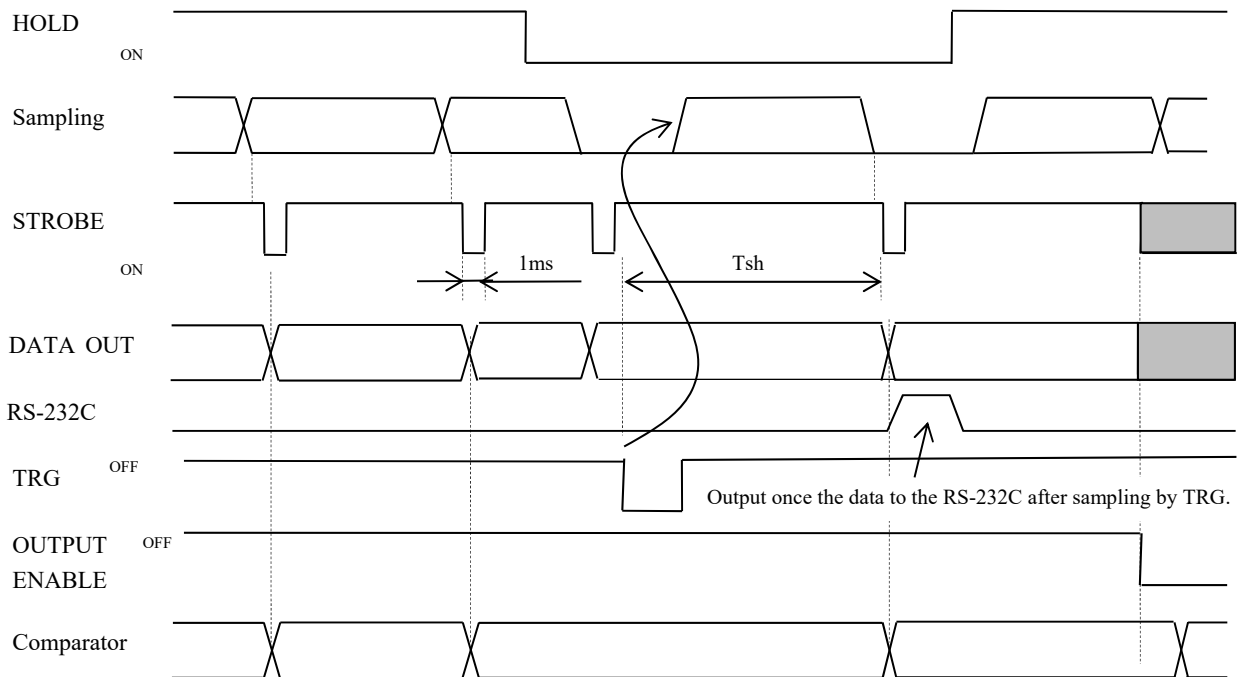 HOLD
ON
Sampling
STROBE
ON
1ms
Tsh
DATA OUT
RS-232C
TRG OFF
Output once the data to the RS-232C after sampling by TRG.
OUTPUT OFF
ENABLE
Comparator